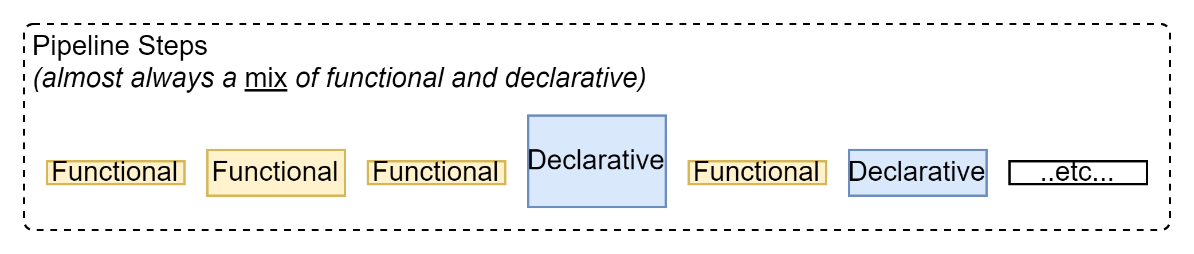 Pipeline Steps
(almost always a mix of functional and declarative)
Functional
Functional
Functional
Declarative
Functional
Declarative
..etc...